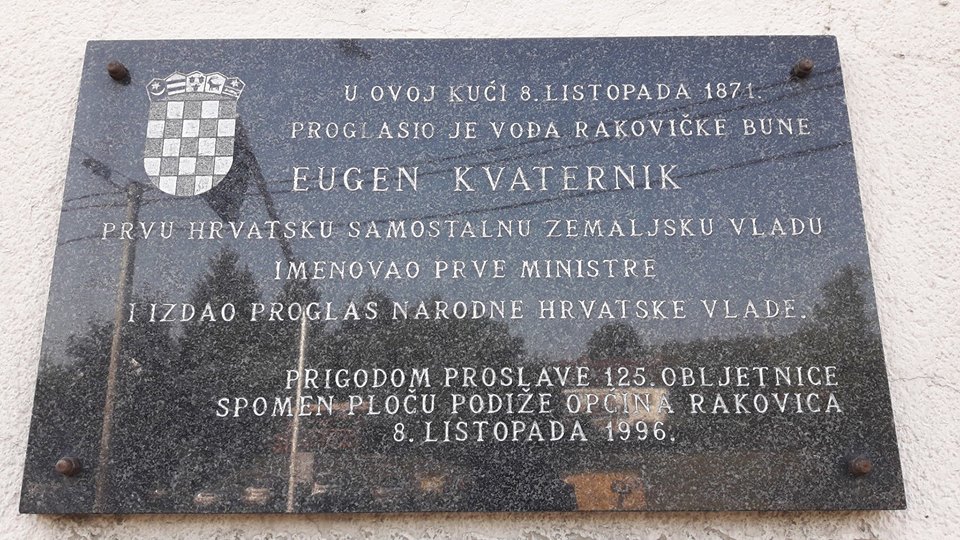 U OVOJ KUĆI 8. LISTOPADA 1871.
PROGLASIO JE VOĐA RAKOVIČKE BUNE
EUGEN KVATERNIK
PRVU HRVATSKU SAMOSTALNU ZEMALJSKU VLADU
IMENOVAO PRVE MINISTRE
I IZDAO PROGLAS NARODNE HRVATSKE VLADE.
PRIGODOM PROSLAVE 125. OBLJETNICE
SPOMEN PLOČU PODIŽE OPĆINA RAKOVICA
8. LISTOPADA 1996.